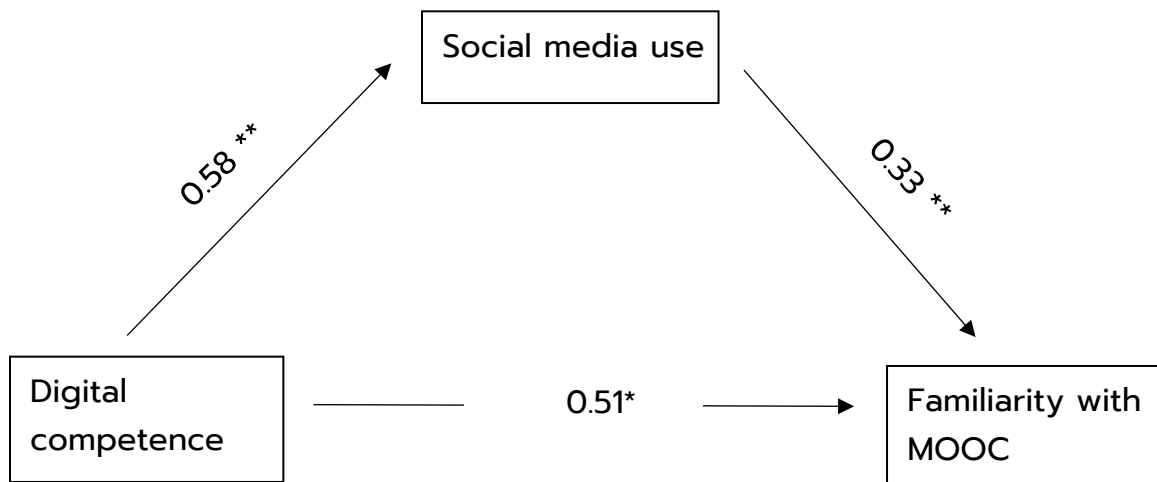 Social media use
0.58 **
0.33 **
Digital
competence
0.51*
Familiarity with
MOOC